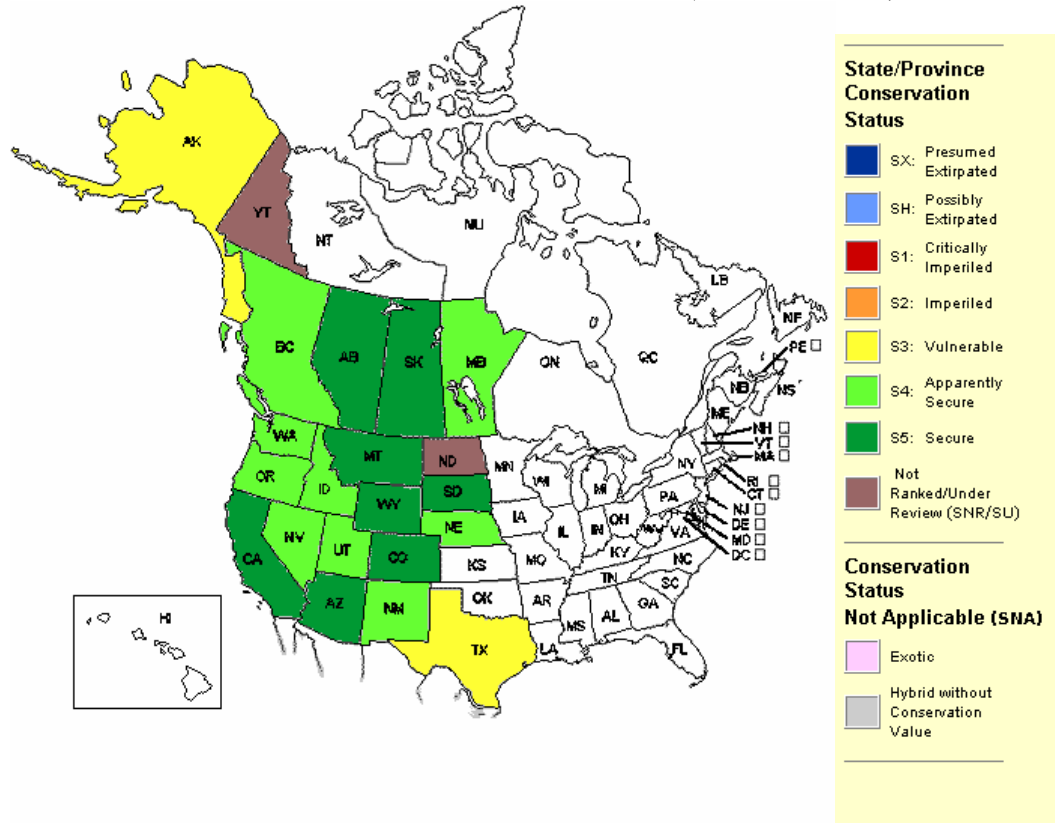 AK
YT
NT
NU
LB
NF
BC
AB
SK
MB
ON
QC
PE
NB
NS
ME
WA
MT
ND
MN
NH
VT
MA
OR
ID
WY
SD
WI
MI
NY
RI
CT
PA
NJ
DE
MD
DC
NV
UT
CO
NE
IA
IL
IN
OH
WV
VA
CA
KS
MO
KY
NC
AZ
NM
OK
AR
TN
SC
MS
AL
GA
TX
LA
FL
HI
State/Province
Conservation
Status
SX: Presumed
Extirpated
SH: Possibly
Extirpated
S1: Critically
Imperiled
S2: Imperiled
S3: Vulnerable
S4: Apparently
Secure
S5: Secure
Not
Ranked/Under
Review (SNR/SU)
Conservation
Status
Not Applicable (SNA)
Exotic
Hybrid without
Conservation
Value